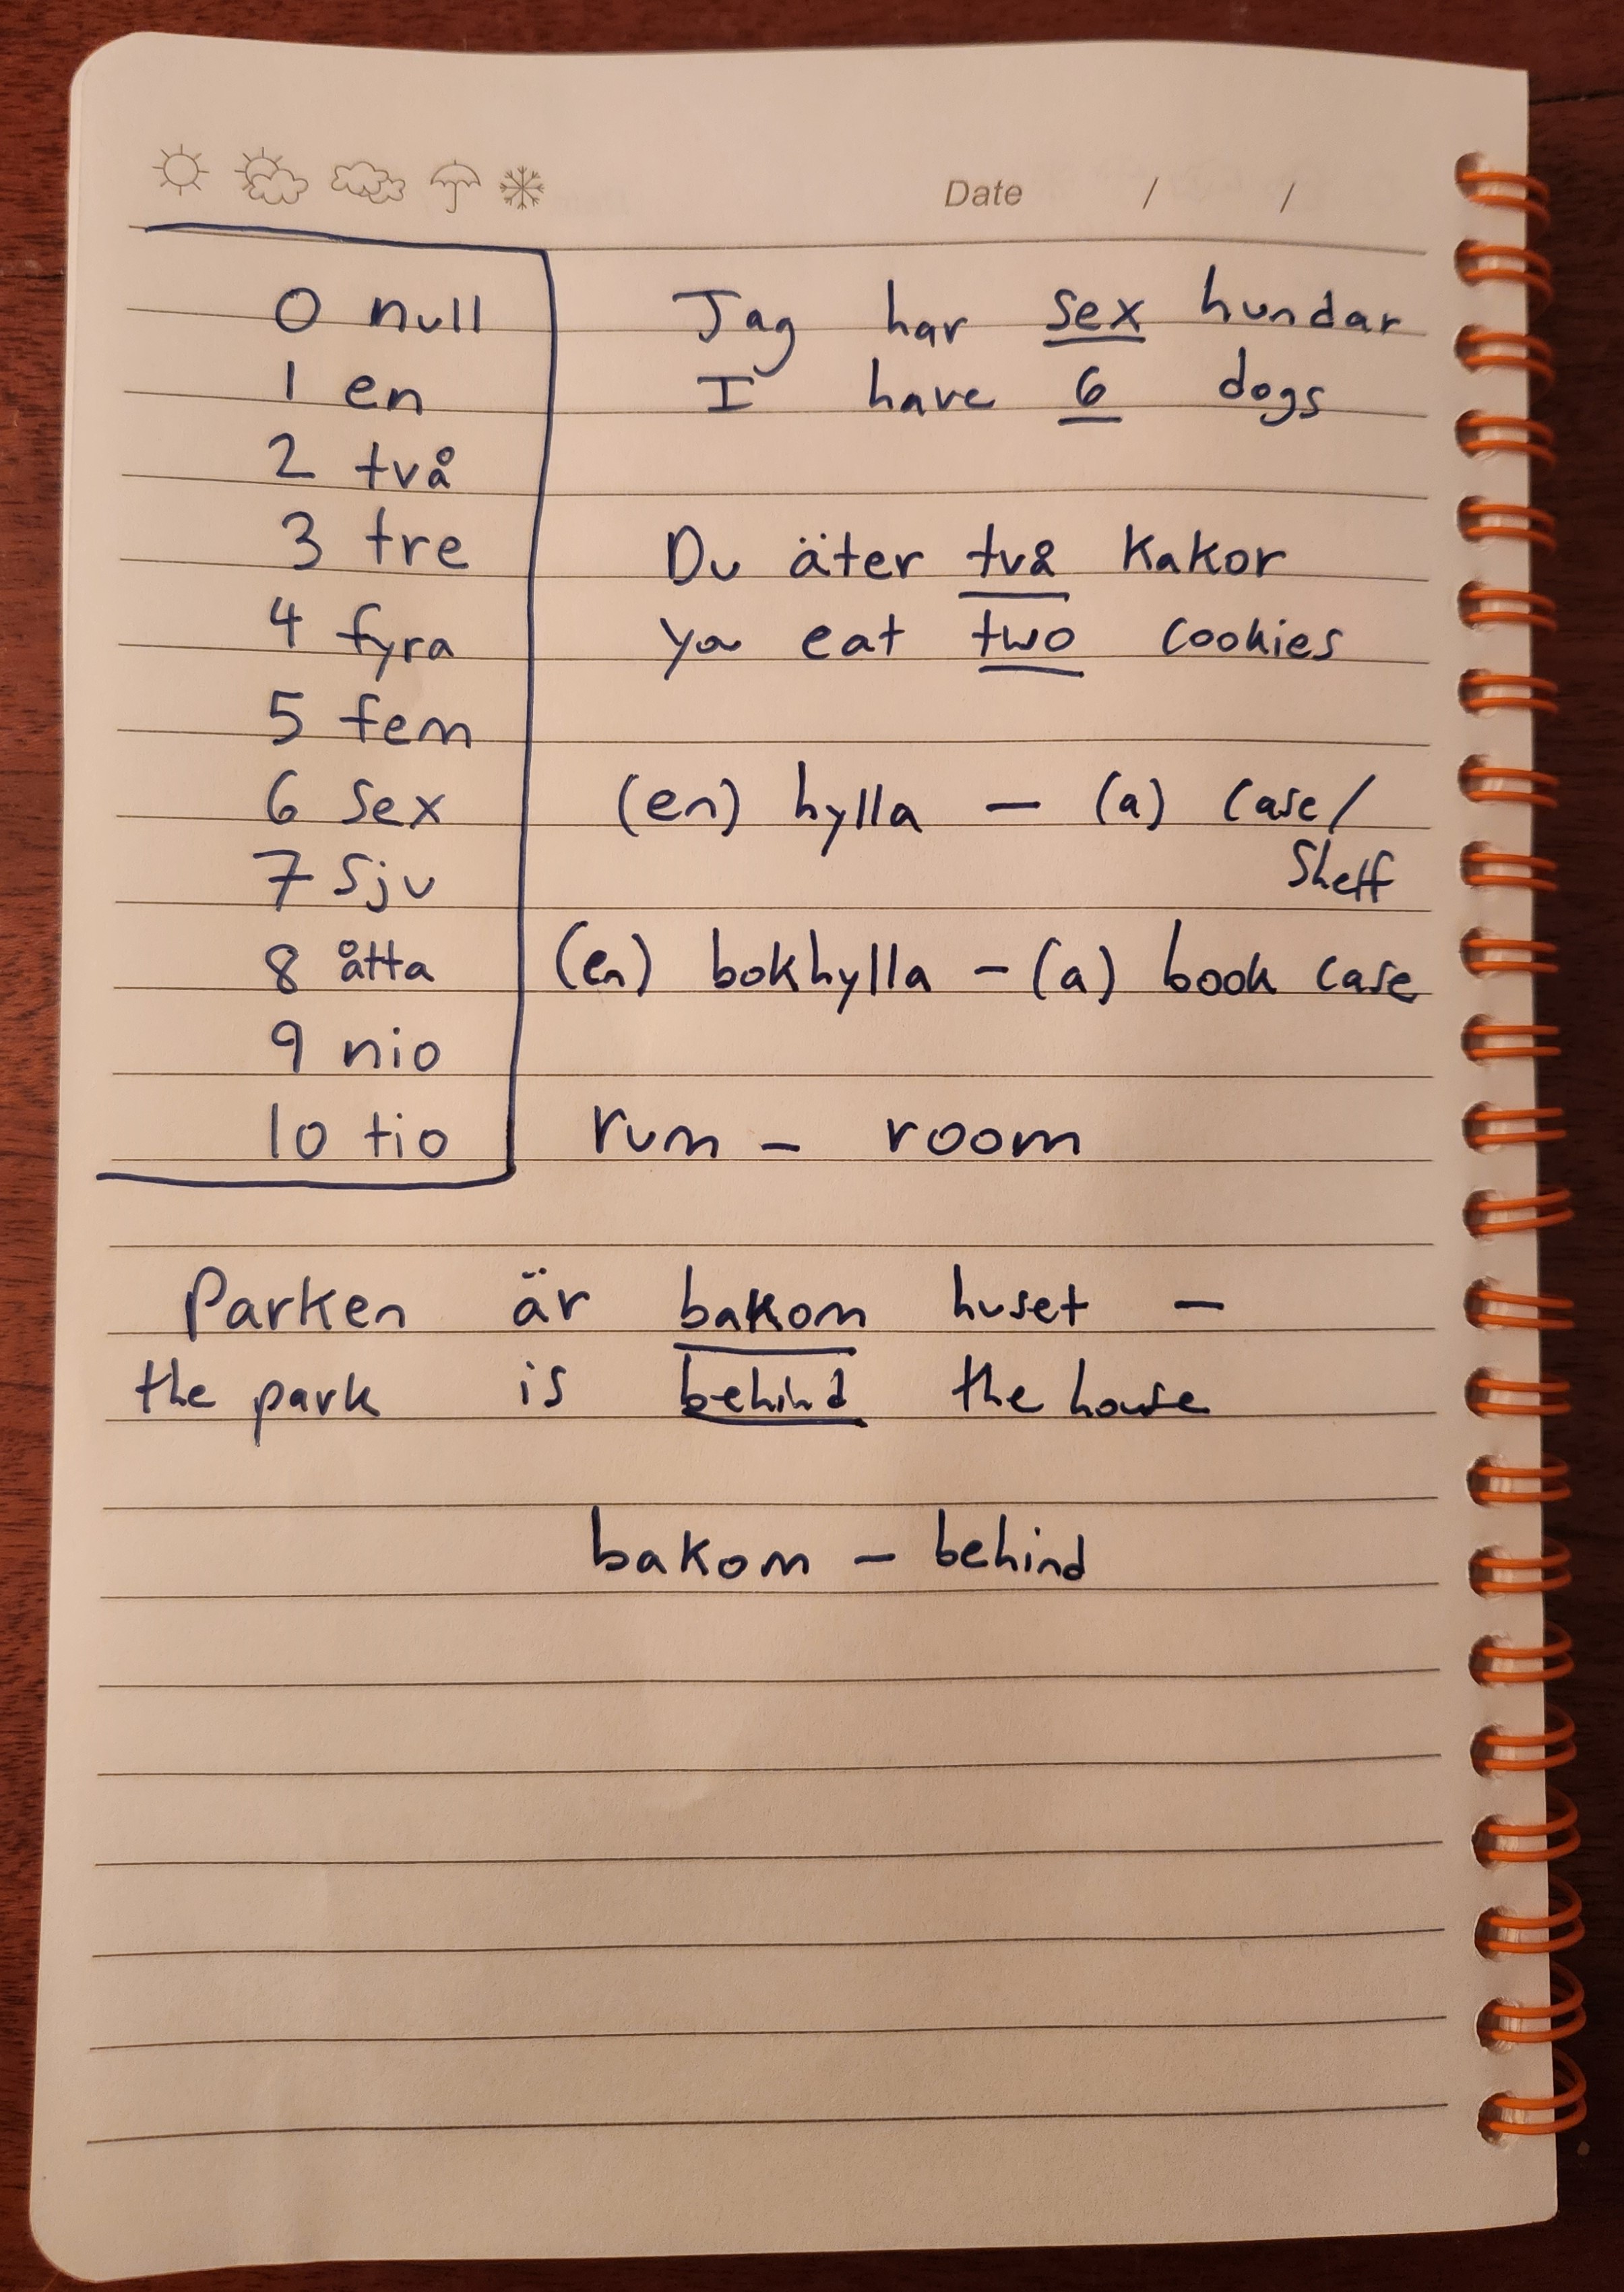 Date / /
0 null
1 en
2 två
3 tre
4 fyra
5 fem
6 sex
7 Sju
8 åtta
9 nio
10 tio
Jag har sex hundar
I have 6 dogs
Du äter två kakor
You eat two cookies
(en) hylla – (a) case/
Shelf
(en) bokhylla – (a) book case
rum – room
Parken är bakom huset –
the park is behind the house
bakom – behind